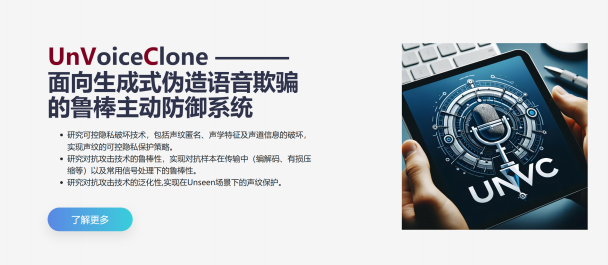 UnVoiceClone
面向生成式伪造语音欺骗
的鲁棒主动防御系统
研究可控隐私破坏技术，包括声纹匿名、声学特征及声道信息的破坏，
实现声纹的可控隐私保护策略。
研究对抗攻击技术的鲁棒性，实现对抗样本在传输中（编解码、有损压
缩等）以及常用信号处理下的鲁棒性。
研究对抗攻击技术的泛化性,实现在Unseen场景下的声纹保护。
了解更多
UNVC